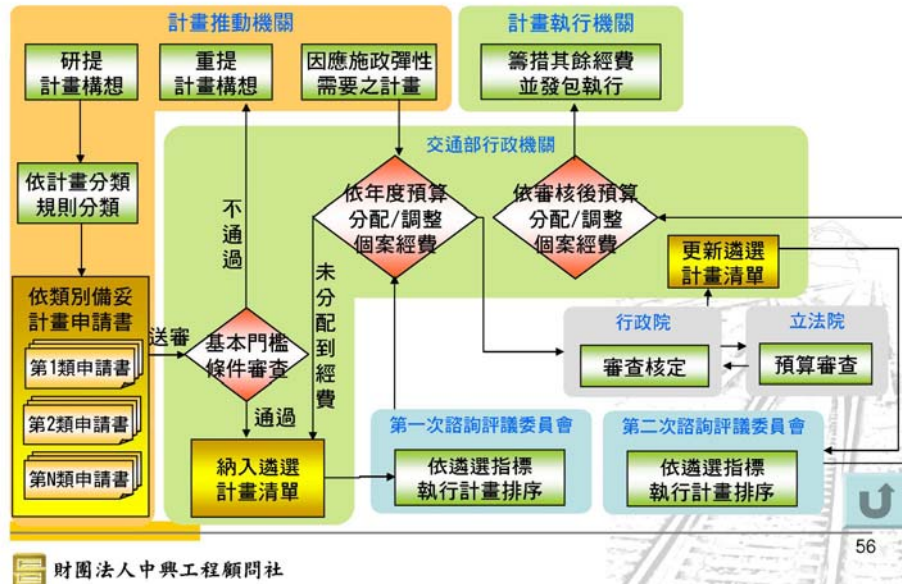 計畫推動機關
計畫執行機關
研提
計畫構想
重提
計畫構想
因應施政彈性
需要之計畫
籌措其餘經費
並發包執行
交通部行政機關
依計畫分類
規則分類
不通過
依年度預算
分配/調整
個案經費
依審核後預算
分配/調整
個案經費
未分配到經費
更新遴選
計畫清單
依類別備妥
計畫申請書
第1類申請書
第2類申請書
第N類申請書
送審
基本門檻
條件審查
通過
納入遴選
計畫清單
行政院
審查核定
立法院
預算審查
第一次諮詢評議委員會
依遴選指標
執行計畫排序
第二次諮詢評議委員會
依遴選指標
執行計畫排序
56
財團法人中興工程顧問社